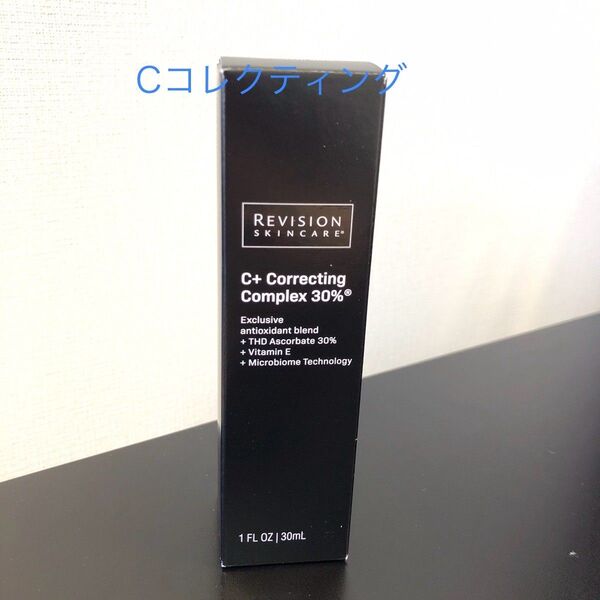 Cコレクティング
REVISION
SKINCARE®
C+ Correcting
Complex 30%®
Exclusive
antioxidant blend
+ THD Ascorbate 30%
+ Vitamin E
+ Microbiome Technology
1 FL OZ | 30mL